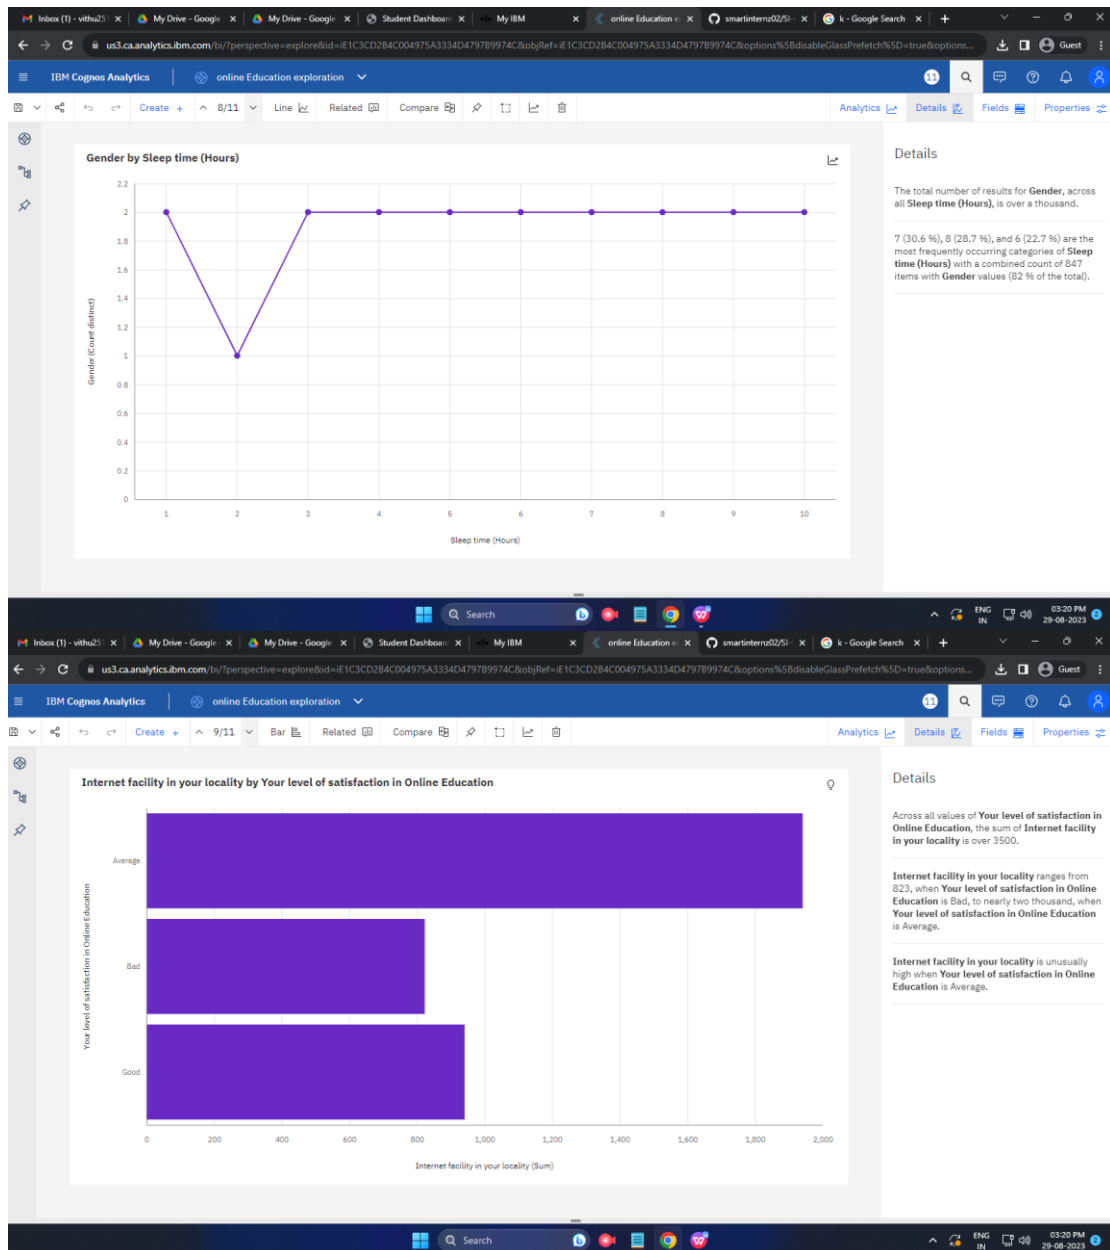 Inbox (1) - vithu25 My Drive - Google My Drive - Google Student Dashboard My IBM online Education e smartinternz02/SI- k - Google Search
us3.ca.analytics.ibm.com/bi/?perspective=explore&id=iE1C3CD2B4C004975A3334D4797B9974C&objRef=iE1C3CD2B4C004975A3334D4797B9974C&options%5BdisableGlassPrefetch%5D=true&options... Guest
IBM Cognos Analytics online Education exploration 11
Create + 8/11 Line Related Compare Analytics Details Fields Properties
Gender by Sleep time (Hours)
2.2
2
1.8
1.6
1.4
1.2
1
0.8
0.6
0.4
0.2
0
Gender (Count distinct)
1 2 3 4 5 6 7 8 9 10
Sleep time (Hours)
Details
The total number of results for Gender, across
all Sleep time (Hours), is over a thousand.
7 (30.6 %), 8 (28.7 %), and 6 (22.7 %) are the
most frequently occurring categories of Sleep
time (Hours) with a combined count of 847
items with Gender values (82 % of the total).
Search ENG IN 03:20 PM 29-08-2023 2
Inbox (1) - vithu25 My Drive - Google My Drive - Google Student Dashboard My IBM online Education e smartinternz02/SI- k - Google Search
us3.ca.analytics.ibm.com/bi/?perspective=explore&id=iE1C3CD2B4C004975A3334D4797B9974C&objRef=iE1C3CD2B4C004975A3334D4797B9974C&options%5BdisableGlassPrefetch%5D=true&options... Guest
IBM Cognos Analytics online Education exploration 11
Create + 9/11 Bar Related Compare Analytics Details Fields Properties
Internet facility in your locality by Your level of satisfaction in Online Education
Your level of satisfaction in Online Education
Average
Bad
Good
0 200 400 600 800 1,000 1,200 1,400 1,600 1,800 2,000
Internet facility in your locality (Sum)
Details
Across all values of Your level of satisfaction in
Online Education, the sum of Internet facility
in your locality is over 3500.
Internet facility in your locality ranges from
823, when Your level of satisfaction in Online
Education is Bad, to nearly two thousand, when
Your level of satisfaction in Online Education
is Average.
Internet facility in your locality is unusually
high when Your level of satisfaction in Online
Education is Average.
Search ENG IN 03:20 PM 29-08-2023 2